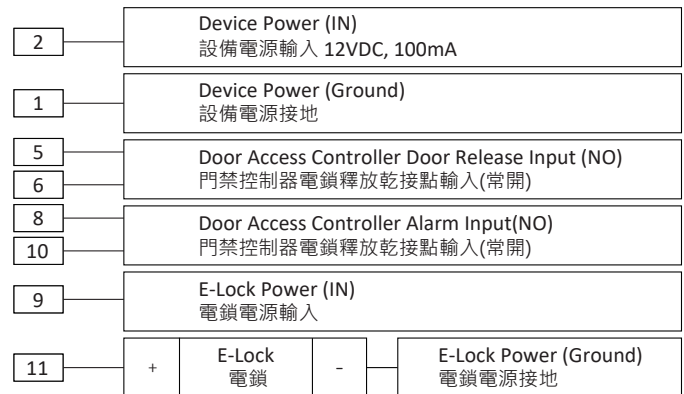 2
Device Power (IN)
設備電源輸入 12VDC, 100mA
1
Device Power (Ground)
設備電源接地
5
6
Door Access Controller Door Release Input (NO)
門禁控制器電鎖釋放乾接點輸入(常開)
8
10
Door Access Controller Alarm Input(NO)
門禁控制器電鎖釋放乾接點輸入(常開)
9
E-Lock Power (IN)
電鎖電源輸入
11
+
E-Lock
電鎖
-
E-Lock Power (Ground)
電鎖電源接地